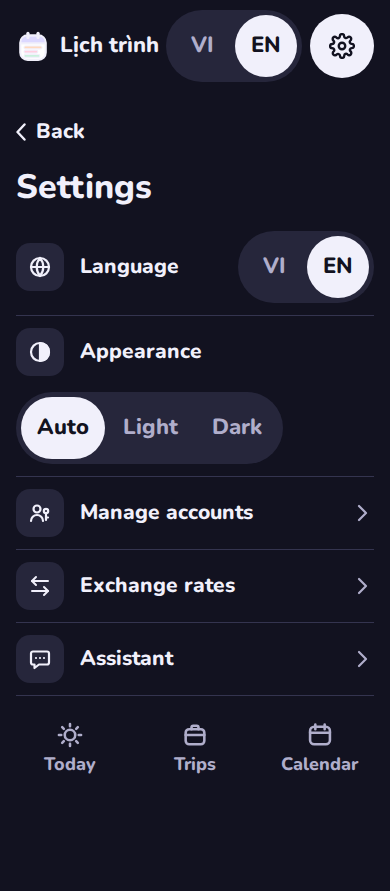 Lịch trình
VI
EN
Back
Settings
Language
VI
EN
Appearance
Auto
Light
Dark
Manage accounts
Exchange rates
Assistant
Today
Trips
Calendar